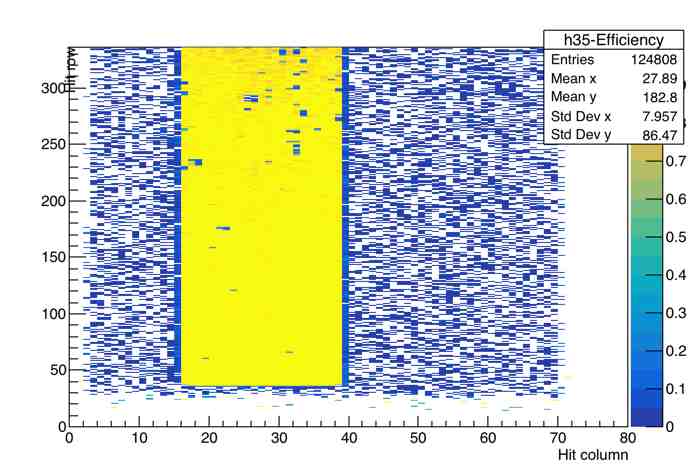 h35-Efficiency
Entries 124808
Mean x 27.89
Mean y 182.8
Std Dev x 7.957
Std Dev y 86.47
Hit row
300
250
200
150
100
50
0
0.7
0.6
0.5
0.4
0.3
0.2
0.1
0
0 10 20 30 40 50 60 70 80
Hit column